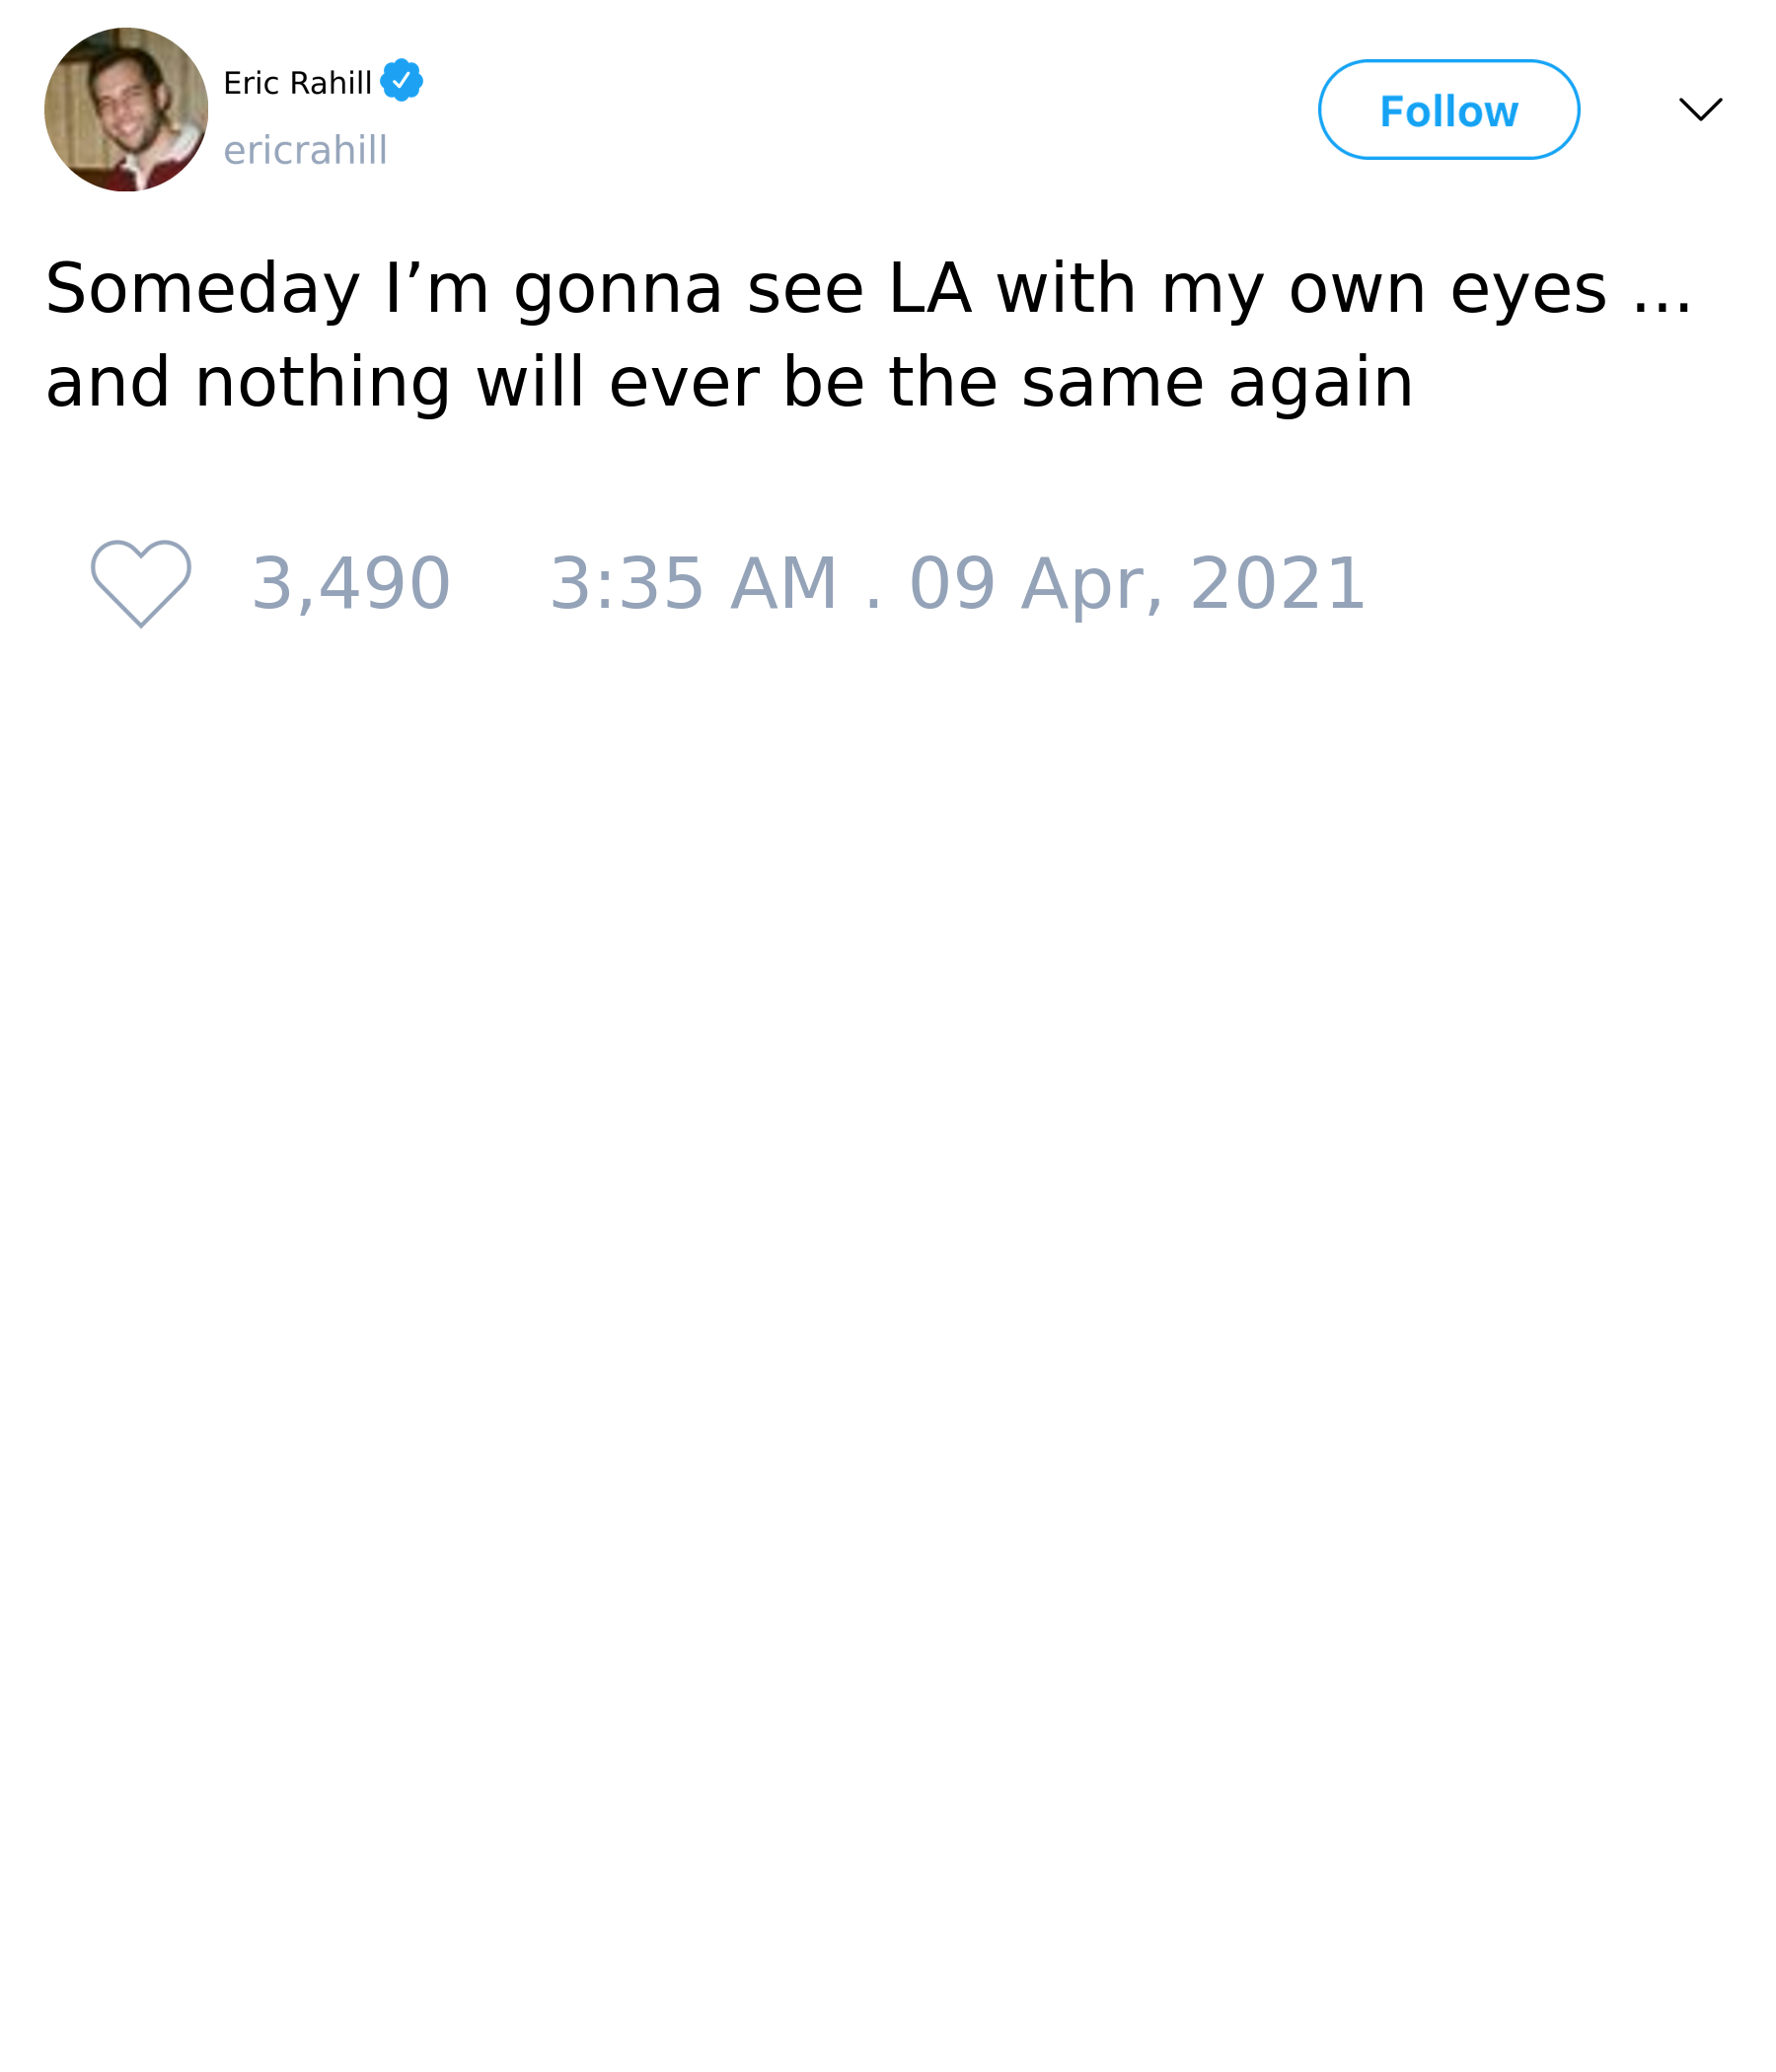 Eric Rahill
ericrahill
Follow
Someday I’m gonna see LA with my own eyes ...
and nothing will ever be the same again
3,490 3:35 AM . 09 Apr, 2021